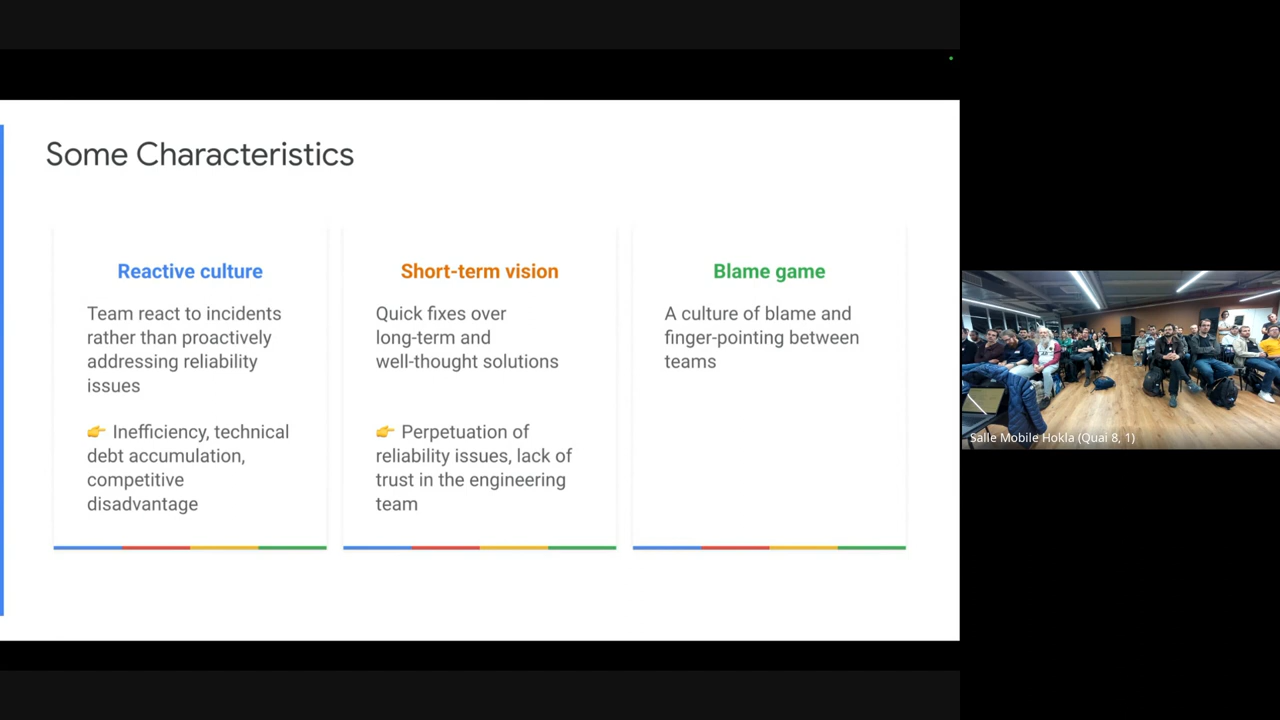 Some Characteristics
Reactive culture
Team react to incidents
rather than proactively
addressing reliability
issues
👉 Inefficiency, technical
debt accumulation,
competitive
disadvantage
Short-term vision
Quick fixes over
long-term and
well-thought solutions
👉 Perpetuation of
reliability issues, lack of
trust in the engineering
team
Blame game
A culture of blame and
finger-pointing between
teams
Salle Mobile Hokla (Quai 8, 1)